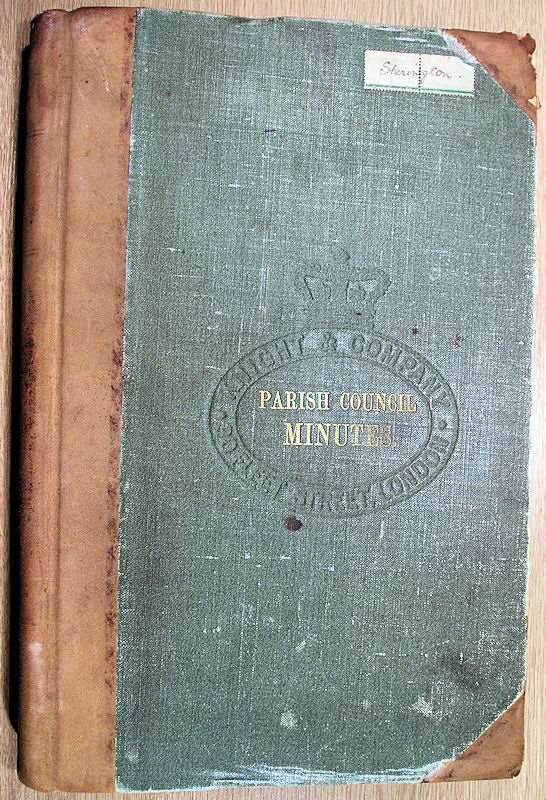 Sherington.
KNIGHT & COMPANY
PARISH COUNCIL
MINUTES.
90 FLEET STREET, LONDON